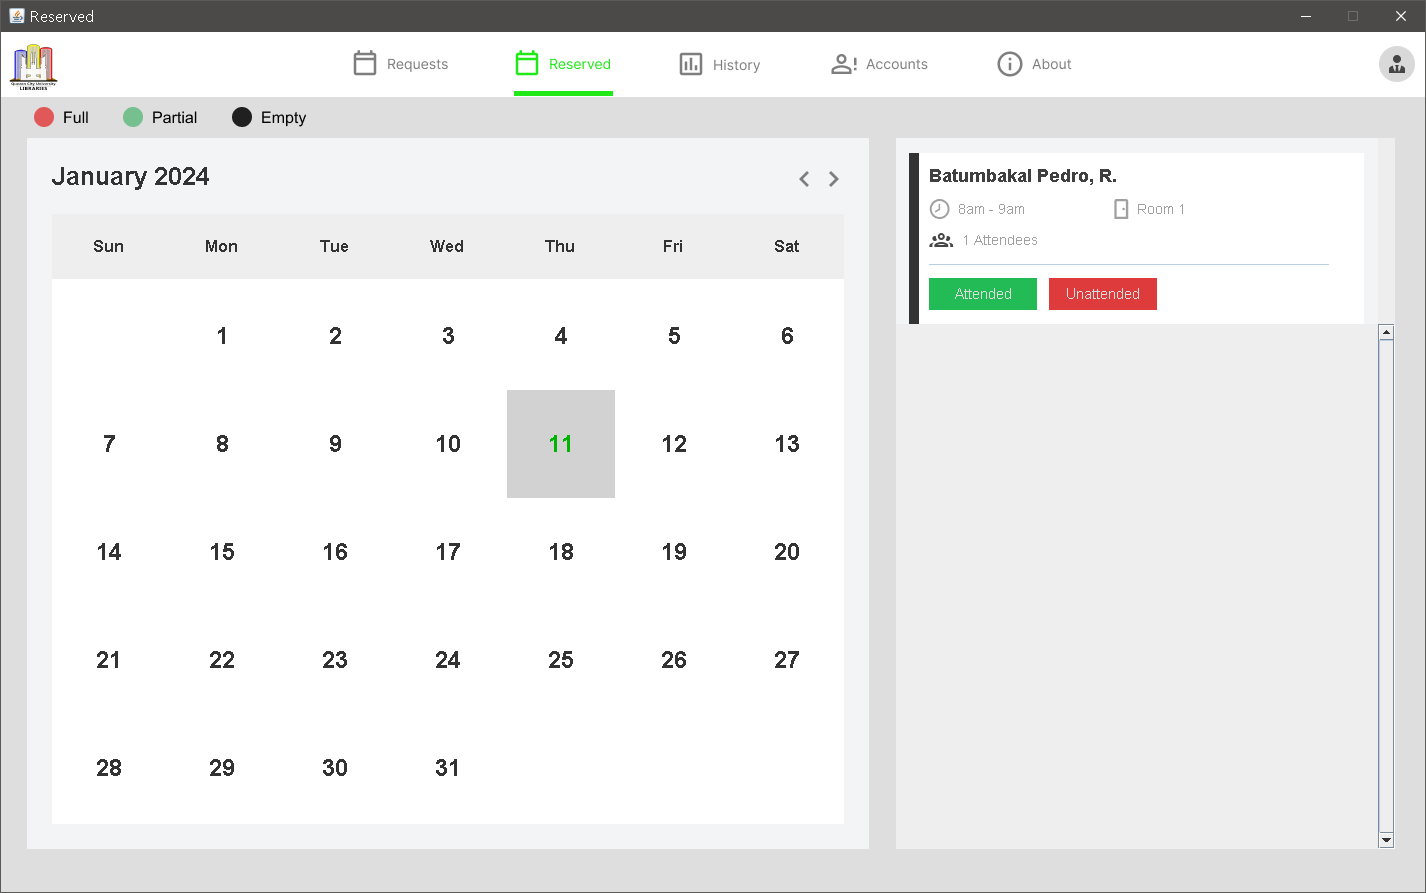 Reserved
Quezon City University
LIBRARIES
Requests
Reserved
History
Accounts
About
Full
Partial
Empty
January 2024
Sun Mon Tue Wed Thu Fri Sat
1 2 3 4 5 6
7 8 9 10 11 12 13
14 15 16 17 18 19 20
21 22 23 24 25 26 27
28 29 30 31
Batumbakal Pedro, R.
8am - 9am
Room 1
1 Attendees
Attended
Unattended